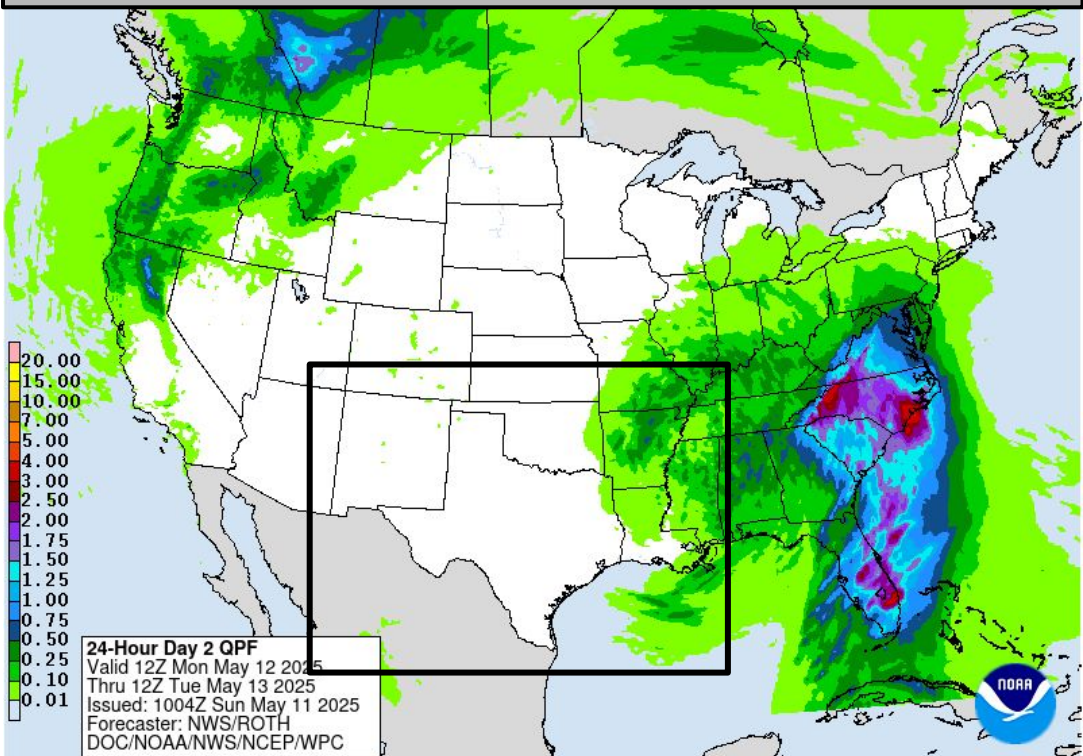 20.00
15.00
10.00
7.00
5.00
4.00
3.00
2.50
2.00
1.75
1.50
1.25
1.00
0.75
0.50
0.25
0.10
0.01
24-Hour Day 2 QPF
Valid 12Z Mon May 12 2025
Thru 12Z Tue May 13 2025
Issued: 1004Z Sun May 11 2025
Forecaster: NWS/ROTH
DOC/NOAA/NWS/NCEP/WPC
NOAA